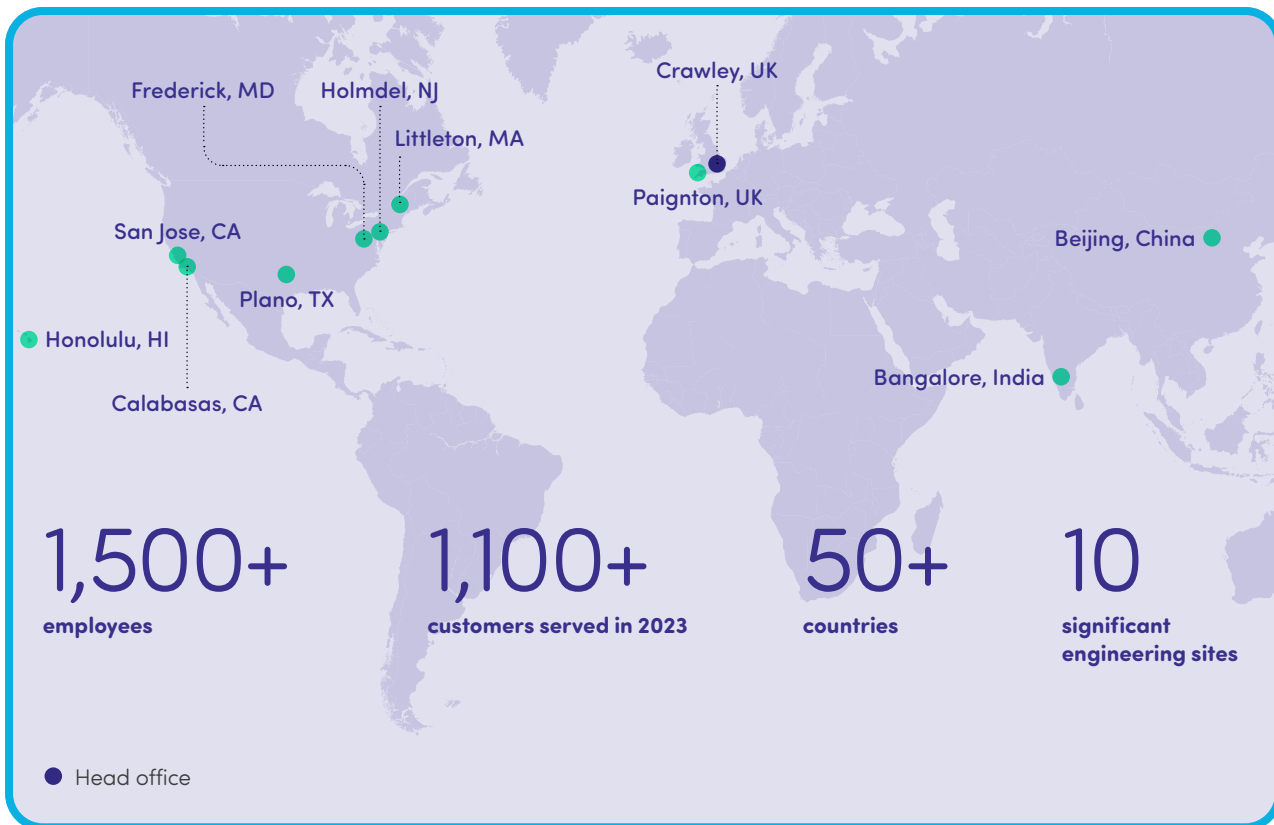 Crawley, UK
Frederick, MD
Holmdel, NJ
Littleton, MA
Paignton, UK
San Jose, CA
Beijing, China
Plano, TX
Honolulu, HI
Bangalore, India
Calabasas, CA
1,500+
employees
1,100+
customers served in 2023
50+
countries
10
significant
engineering sites
Head office